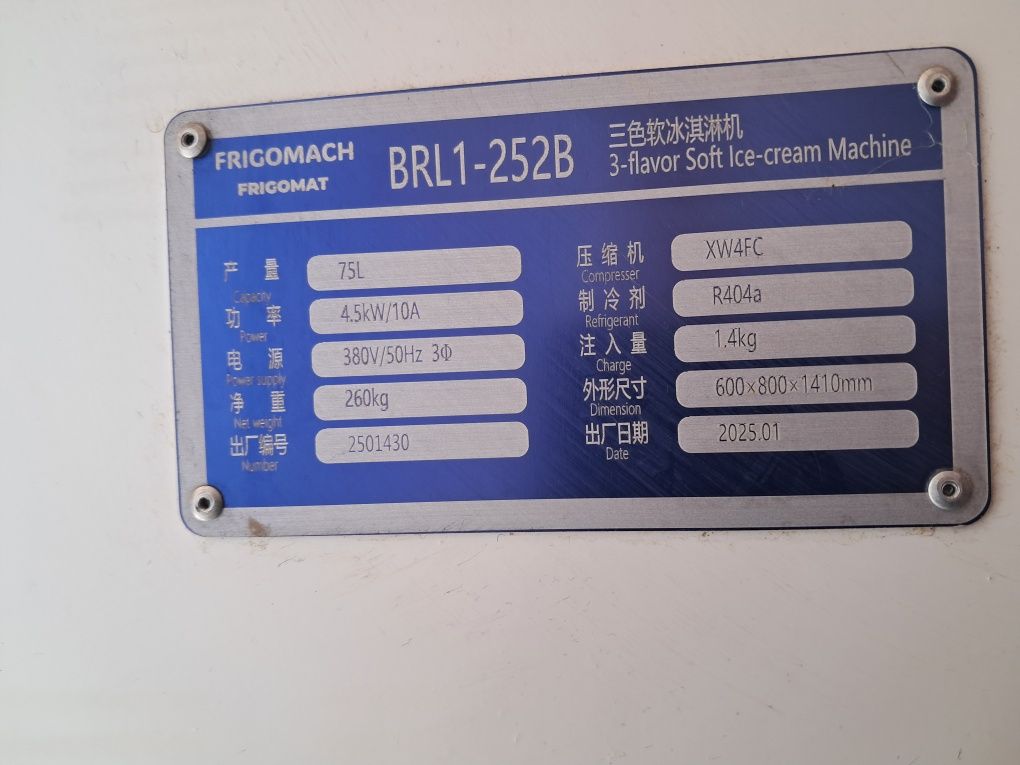 FRIGOMACH
FRIGOMAT
BRL1-252B
三色软冰淇淋机
3-flavor Soft Ice-cream Machine
产量 75L
Capacity
功率 4.5kW/10A
Power
电源 380V/50Hz 3Φ
Power supply
净重 260kg
Net weight
出厂编号 2501430
Number
压缩机 XW4FC
Compresser
制冷剂 R404a
Refrigerant
注入量 1.4kg
Charge
外形尺寸 600×800×1410mm
Dimension
出厂日期 2025.01
Date